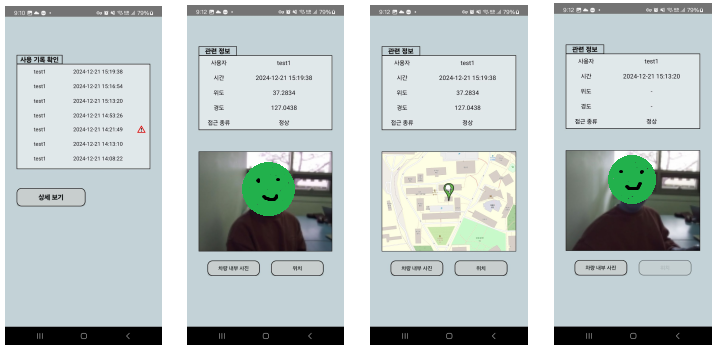 9:10
79%
사용 기록 확인
test1 2024-12-21 15:19:38
test1 2024-12-21 15:16:54
test1 2024-12-21 15:13:20
test1 2024-12-21 14:53:26
test1 2024-12-21 14:21:49
test1 2024-12-21 14:13:10
test1 2024-12-21 14:08:22
상세 보기
9:12
79%
관련 정보
사용자 test1
시간 2024-12-21 15:19:38
위도 37.2834
경도 127.0438
접근 종류 정상
차량 내부 사진 위치
9:12
79%
관련 정보
사용자 test1
시간 2024-12-21 15:19:38
위도 37.2834
경도 127.0438
접근 종류 정상
차량 내부 사진 위치
9:12
79%
관련 정보
사용자 test1
시간 2024-12-21 15:13:20
위도 -
경도 -
접근 종류 정상
차량 내부 사진